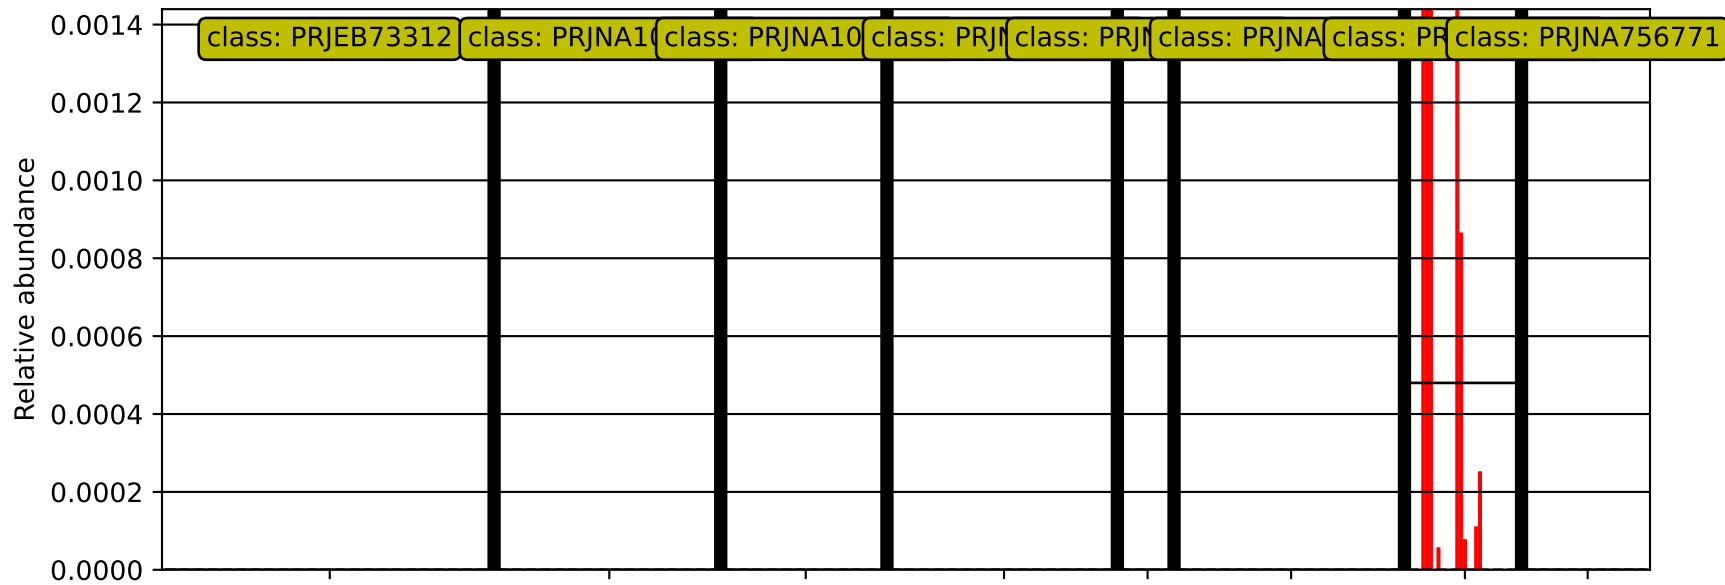 0.0014
class: PRJEB73312
class: PRJNA10
class: PRJNA10
class: PRJN
class: PRJN
class: PRJNA
class: PR
class: PRJNA756771
0.0012
0.0010
0.0008
0.0006
0.0004
0.0002
0.0000
Relative abundance